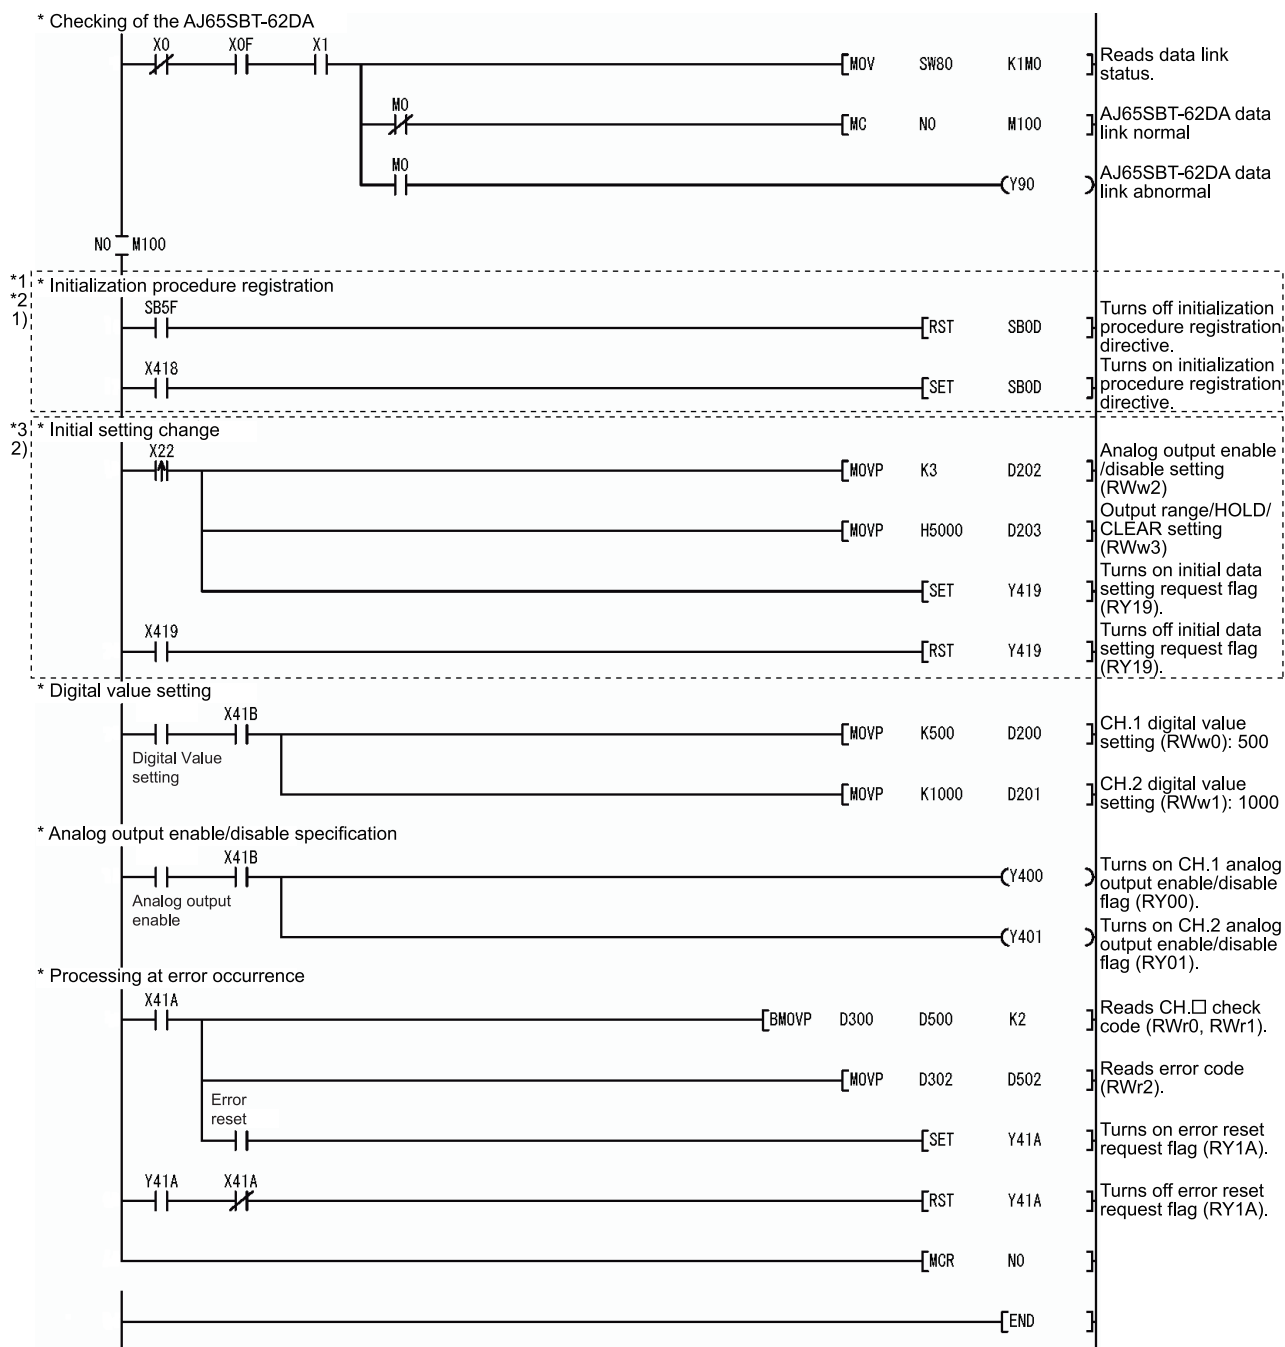 * Checking of the AJ65SBT-62DA
X0 X0F X1
MOV SW80 K1M0
Reads data link
status.
M0
MC N0 M100
AJ65SBT-62DA data
link normal
M0
Y90
AJ65SBT-62DA data
link abnormal
N0 M100
*1
*2
1)
* Initialization procedure registration
SB5F
RST SB0D
Turns off initialization
procedure registration
directive.
X418
SET SB0D
Turns on initialization
procedure registration
directive.
*3
2)
* Initial setting change
X22
MOVP K3 D202
Analog output enable
/disable setting
(RWw2)
MOVP H5000 D203
Output range/HOLD/
CLEAR setting
(RWw3)
SET Y419
Turns on initial data
setting request flag
(RY19).
X419
RST Y419
Turns off initial data
setting request flag
(RY19).
* Digital value setting
X41B
Digital Value
setting
MOVP K500 D200
CH.1 digital value
setting (RWw0): 500
MOVP K1000 D201
CH.2 digital value
setting (RWw1): 1000
* Analog output enable/disable specification
X41B
Analog output
enable
Y400
Turns on CH.1 analog
output enable/disable
flag (RY00).
Y401
Turns on CH.2 analog
output enable/disable
flag (RY01).
* Processing at error occurrence
X41A
BMOVP D300 D500 K2
Reads CH.□ check
code (RWr0, RWr1).
MOVP D302 D502
Reads error code
(RWr2).
Error
reset
SET Y41A
Turns on error reset
request flag (RY1A).
Y41A X41A
RST Y41A
Turns off error reset
request flag (RY1A).
MCR N0
END